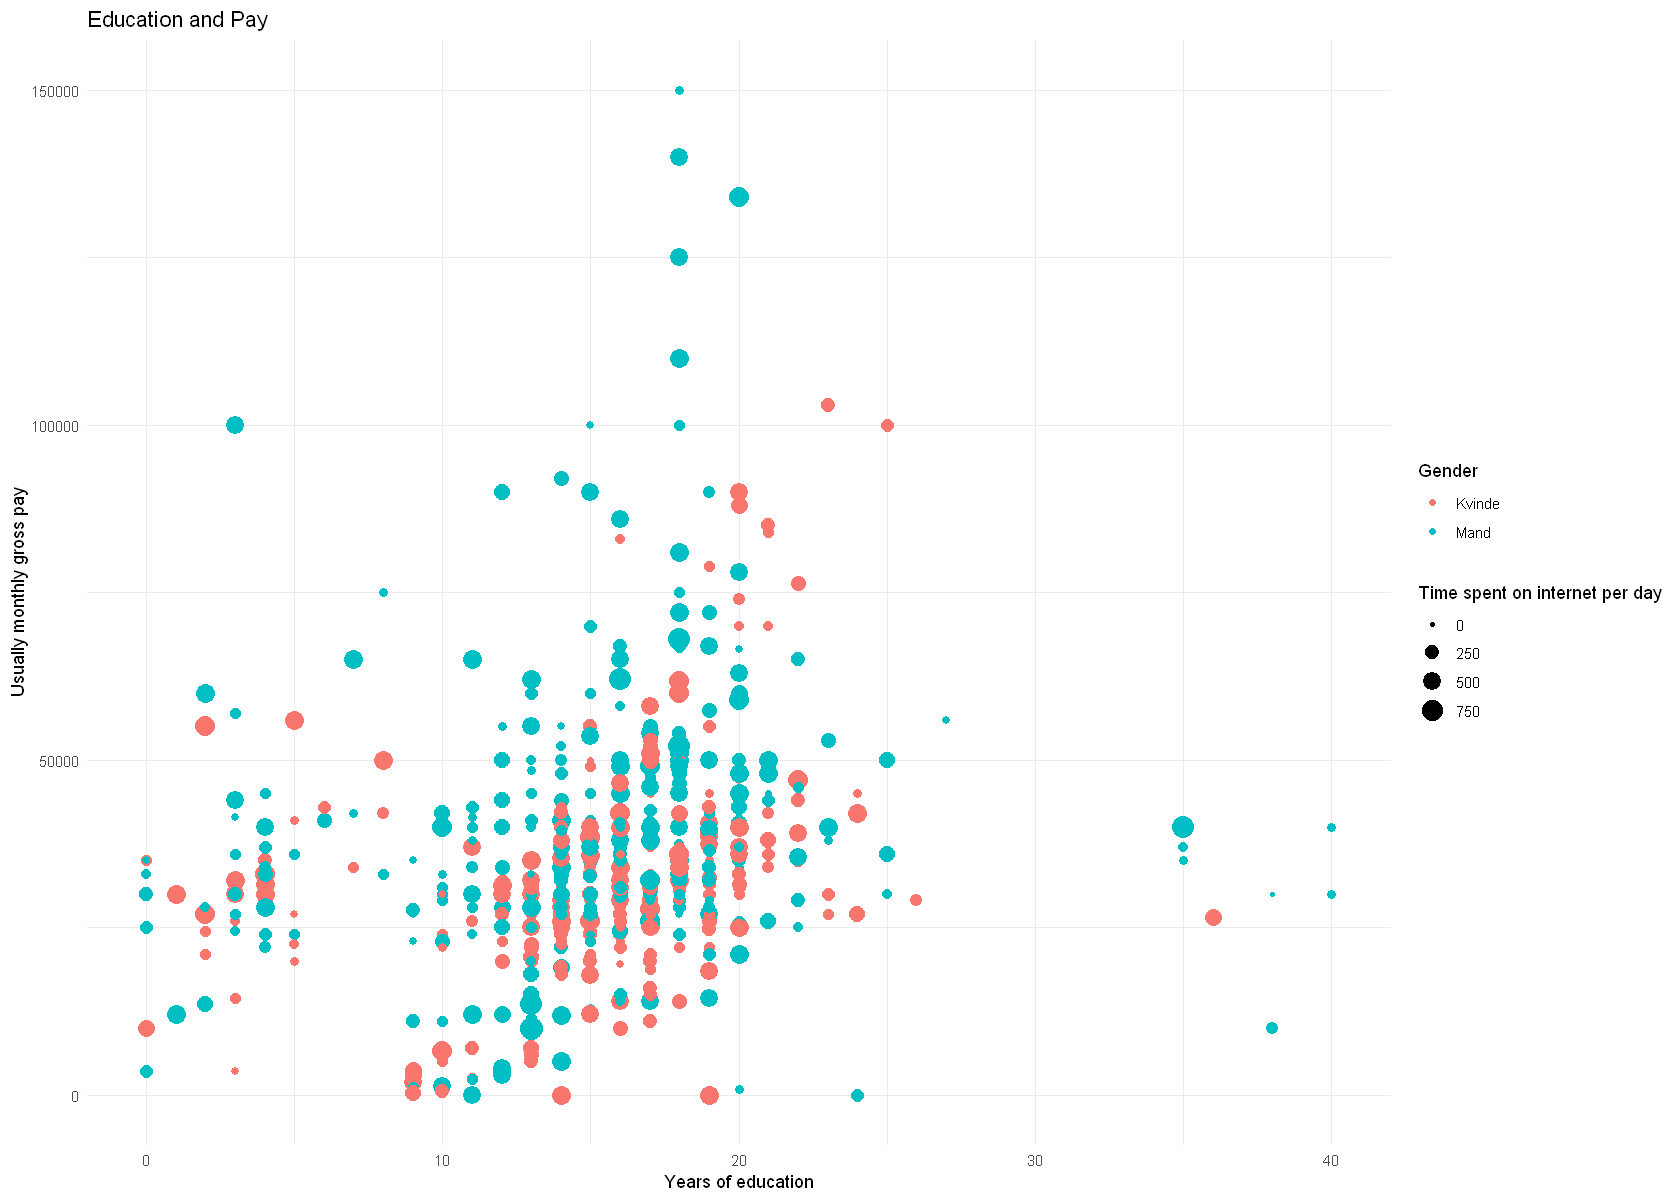 Education and Pay
150000
100000
50000
0
Usually monthly gross pay
0
10
20
30
40
Years of education
Gender
Kvinde
Mand
Time spent on internet per day
0
250
500
750